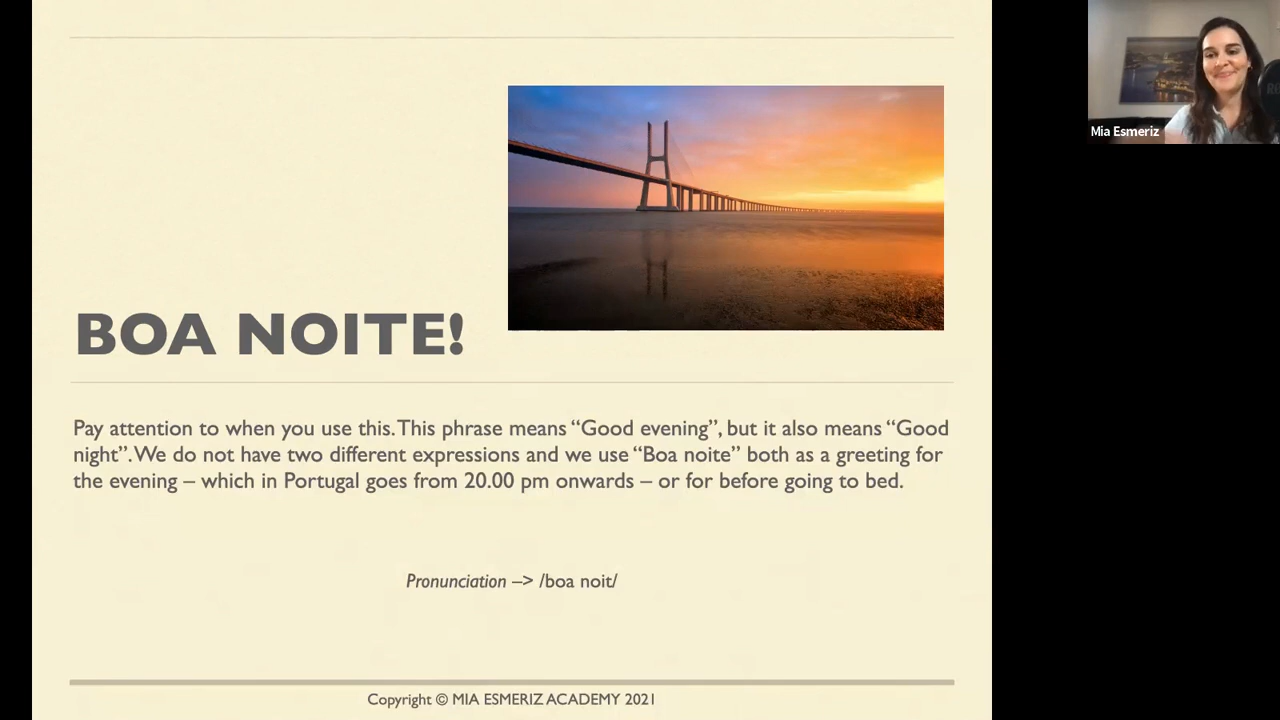 Mia Esmeriz
BOA NOITE!
Pay attention to when you use this. This phrase means “Good evening”, but it also means “Good
night”. We do not have two different expressions and we use “Boa noite” both as a greeting for
the evening – which in Portugal goes from 20.00 pm onwards – or for before going to bed.
Pronunciation –> /boa noit/
Copyright © MIA ESMERIZ ACADEMY 2021